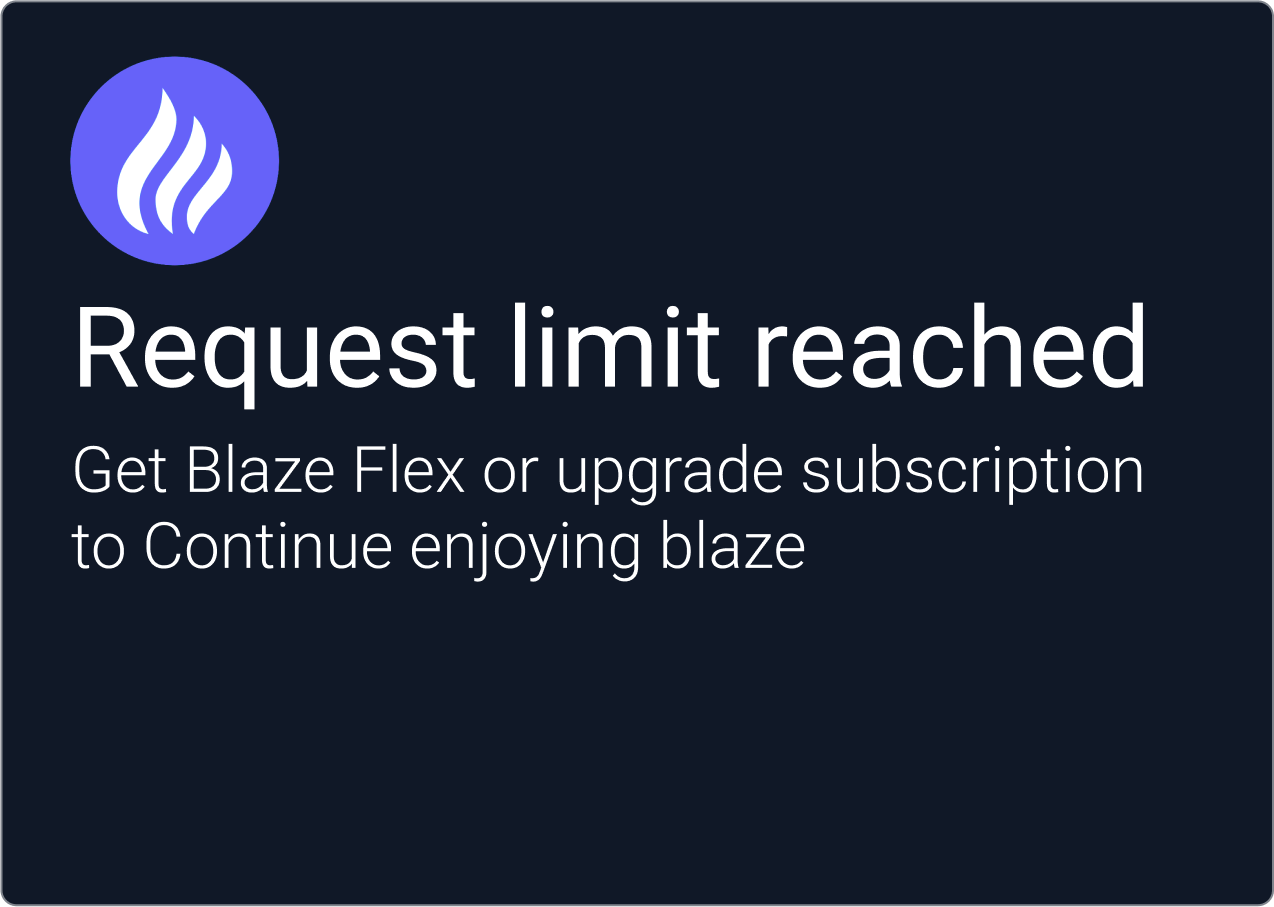 Request limit reached
Get Blaze Flex or upgrade subscription
to Continue enjoying blaze